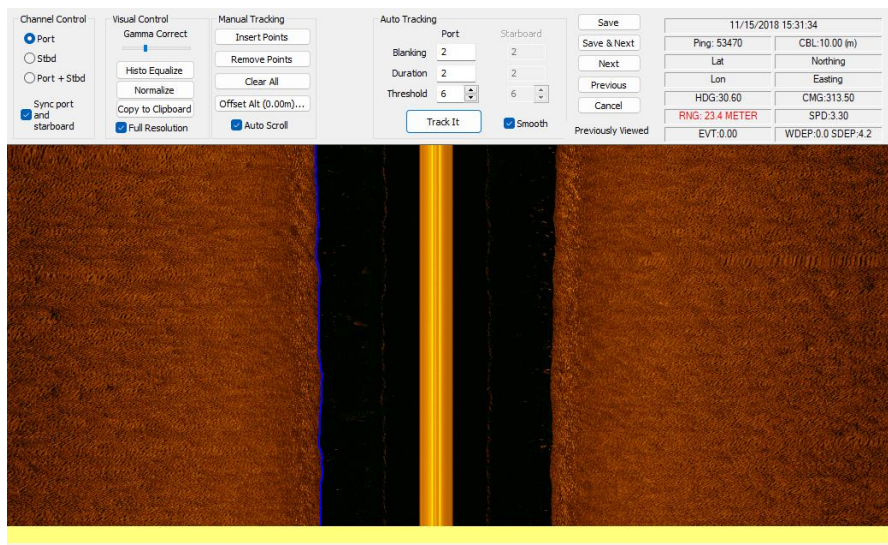 Channel Control
Port
Stbd
Port + Stbd
Sync port
and
starboard
Visual Control
Gamma Correct
Histo Equalize
Normalize
Copy to Clipboard
Full Resolution
Manual Tracking
Insert Points
Remove Points
Clear All
Offset Alt (0.00m)...
Auto Scroll
Auto Tracking
Port Starboard
Blanking 2 2
Duration 2 2
Threshold 6 6
Track It Smooth
Save
Save & Next
Next
Previous
Cancel
Previously Viewed
11/15/2018 15:31:34
Ping: 53470 CBL:10.00 (m)
Lat Northing
Lon Easting
HDG:30.60 CMG:313.50
RNG: 23.4 METER SPD:3.30
EVT:0.00 WDEP:0.0 SDEP:4.2